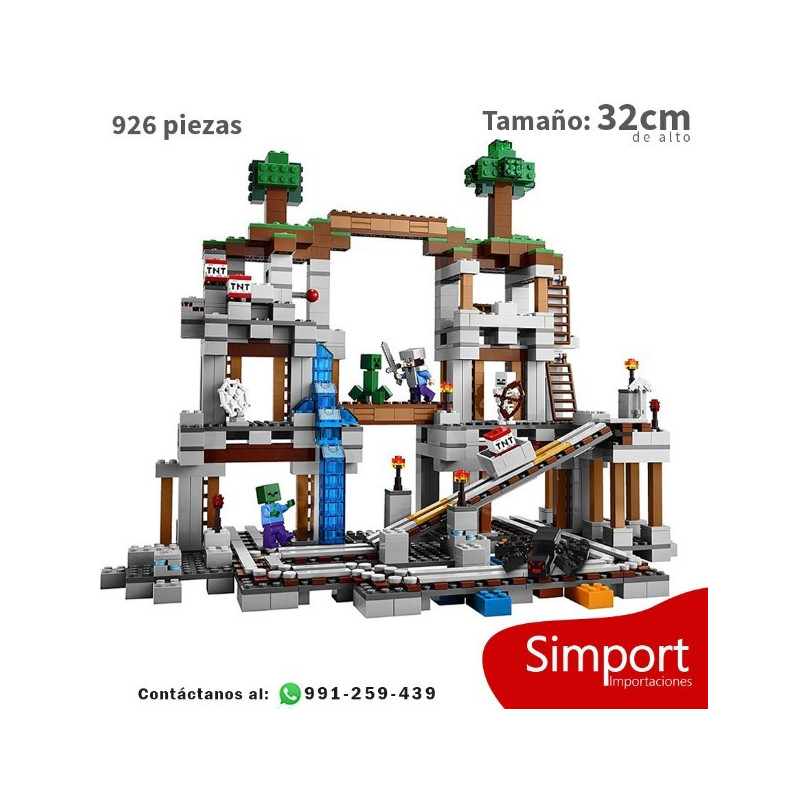 926 piezas
Tamaño: 32cm
de alto
TNT
TNT
TNT
Simport
Importaciones
Contáctanos al: 991-259-439